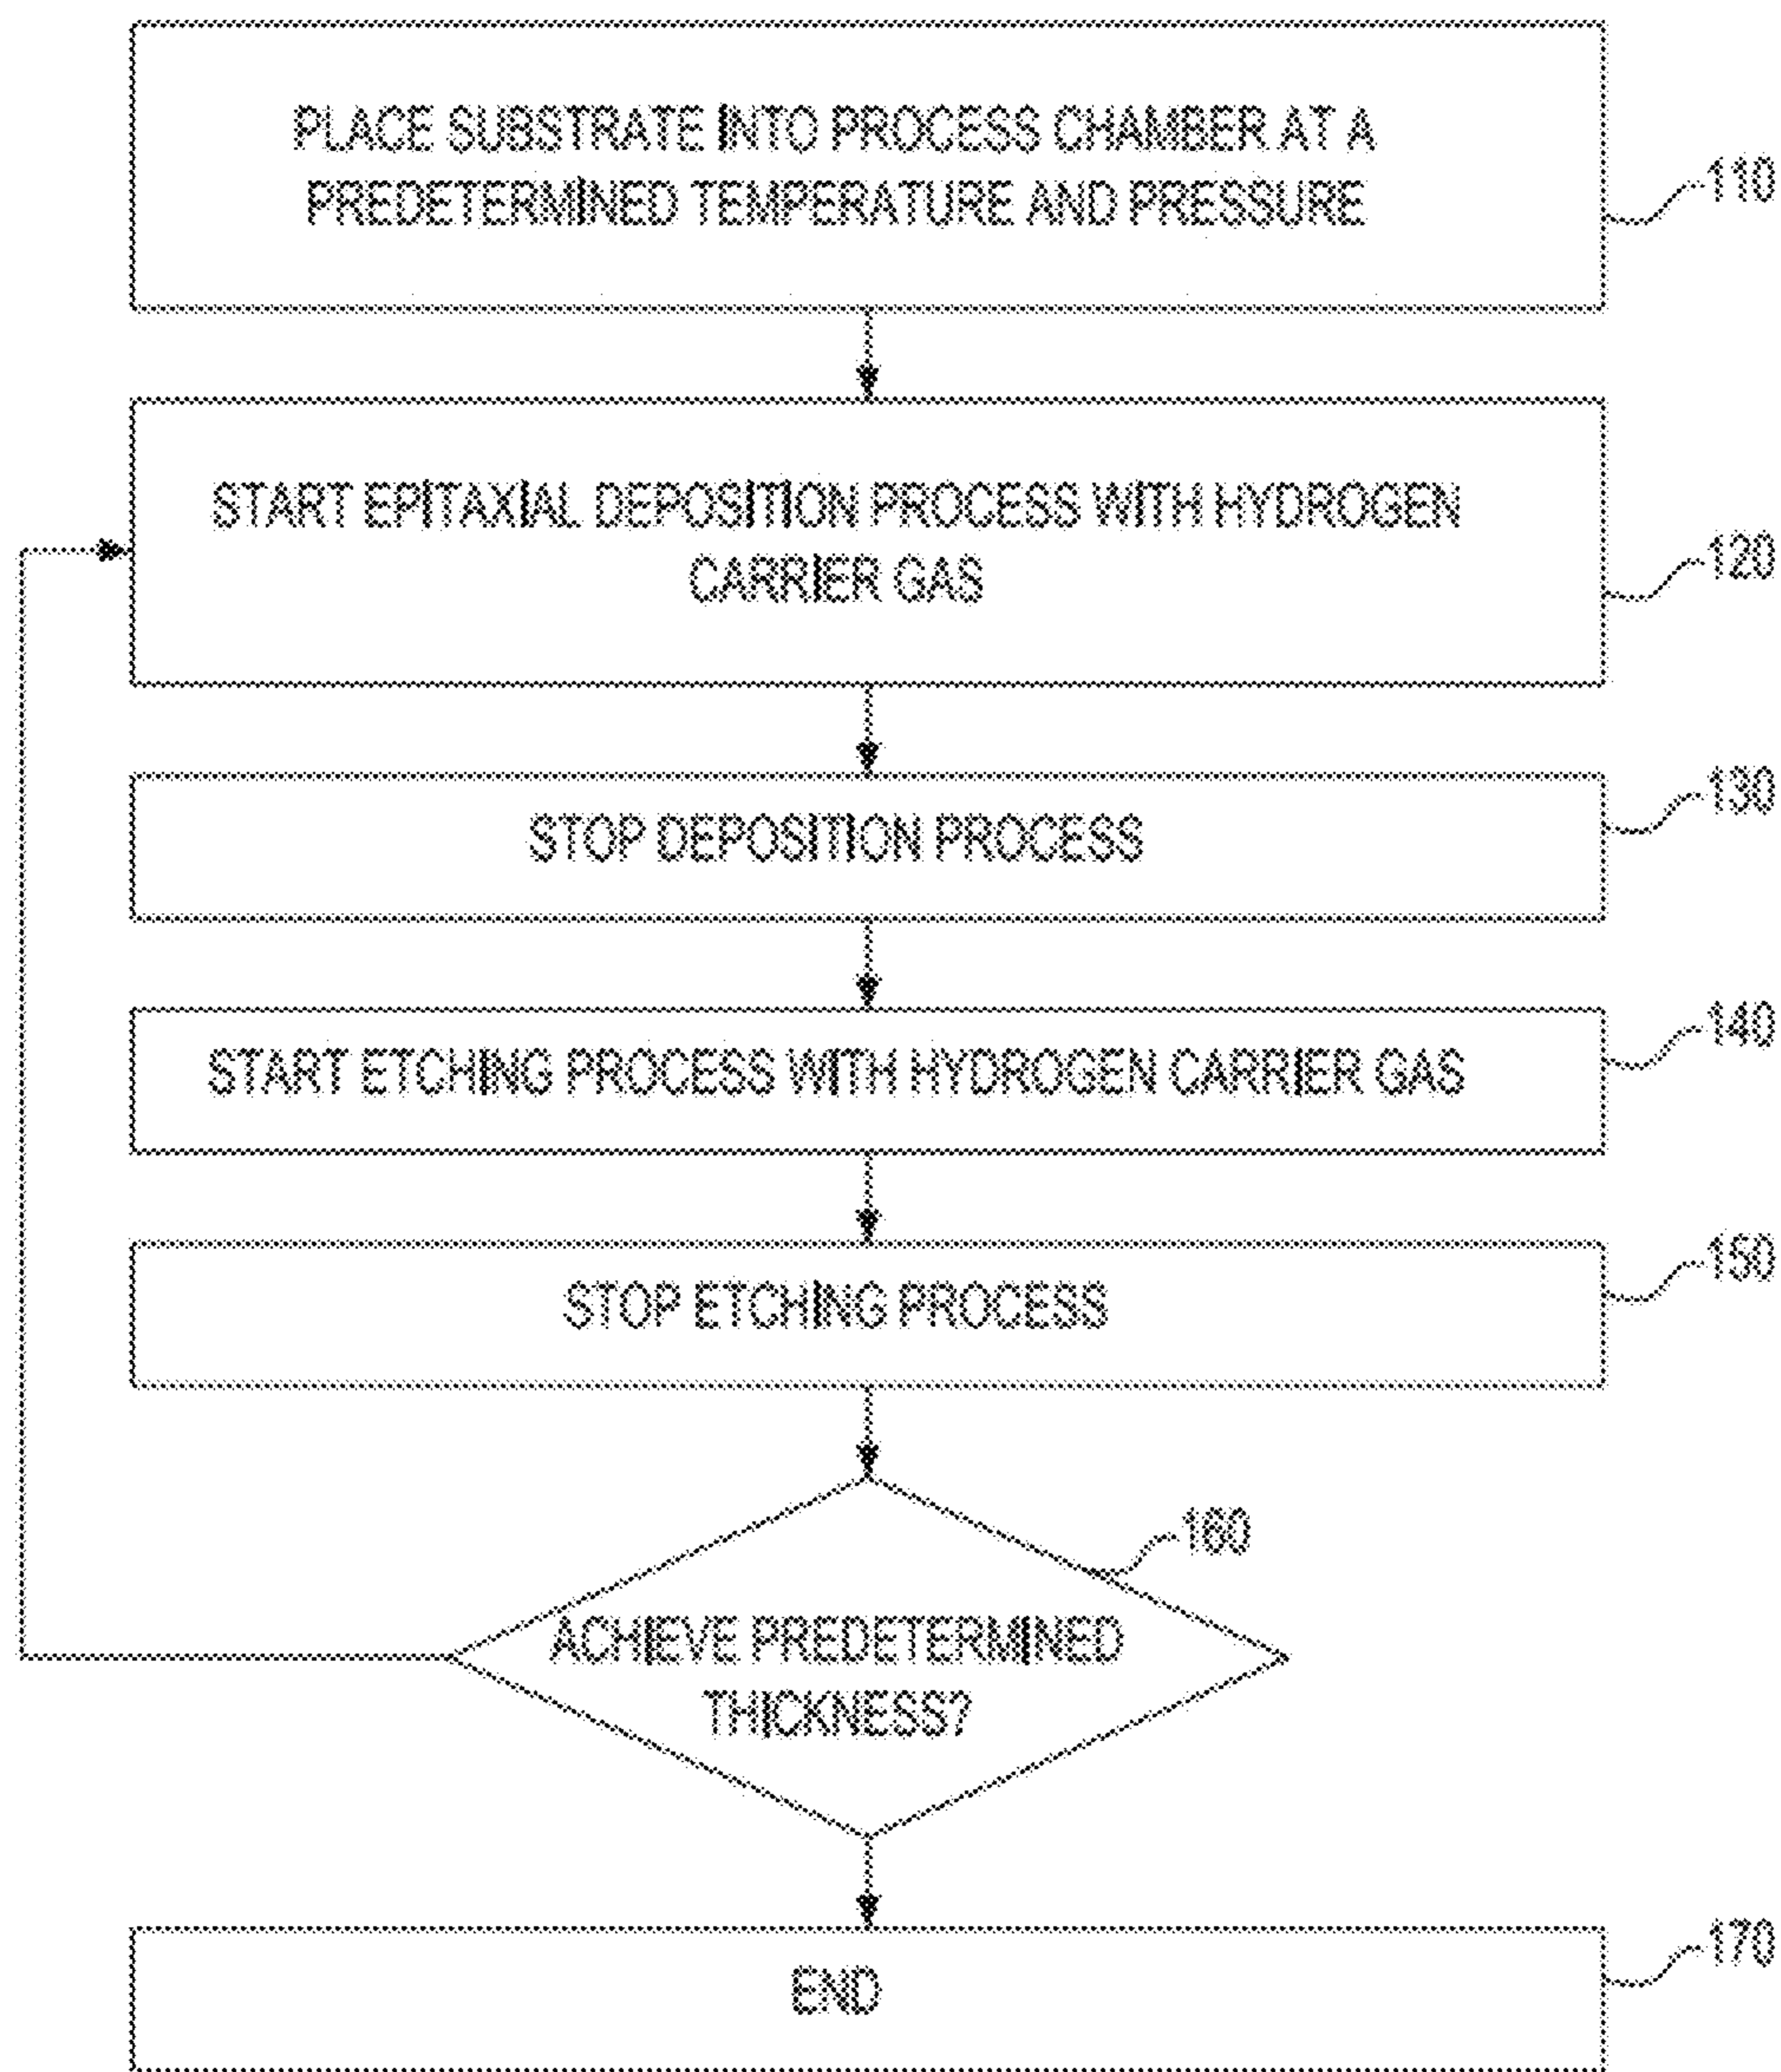 PLACE SUBSTRATE INTO PROCESS CHAMBER AT A
PREDETERMINED TEMPERATURE AND PRESSURE
110
START EPITAXIAL DEPOSITION PROCESS WITH HYDROGEN
CARRIER GAS
120
STOP DEPOSITION PROCESS
130
START ETCHING PROCESS WITH HYDROGEN CARRIER GAS
140
STOP ETCHING PROCESS
150
160
ACHIEVE PREDETERMINED
THICKNESS?
END
170